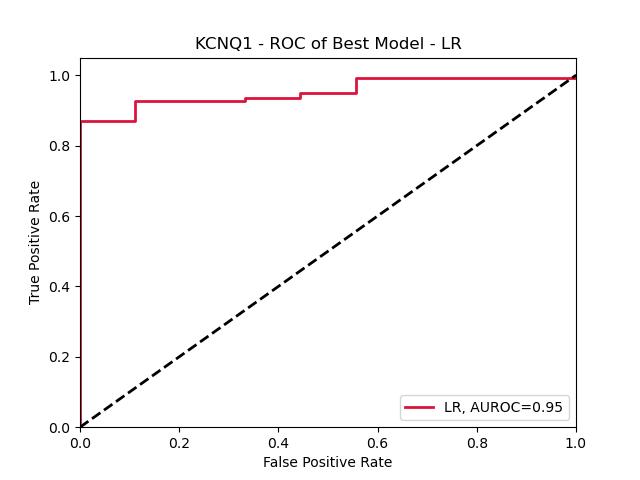 KCNQ1 - ROC of Best Model - LR
1.0
0.8
0.6
0.4
0.2
0.0
True Positive Rate
LR, AUROC=0.95
0.0 0.2 0.4 0.6 0.8 1.0
False Positive Rate